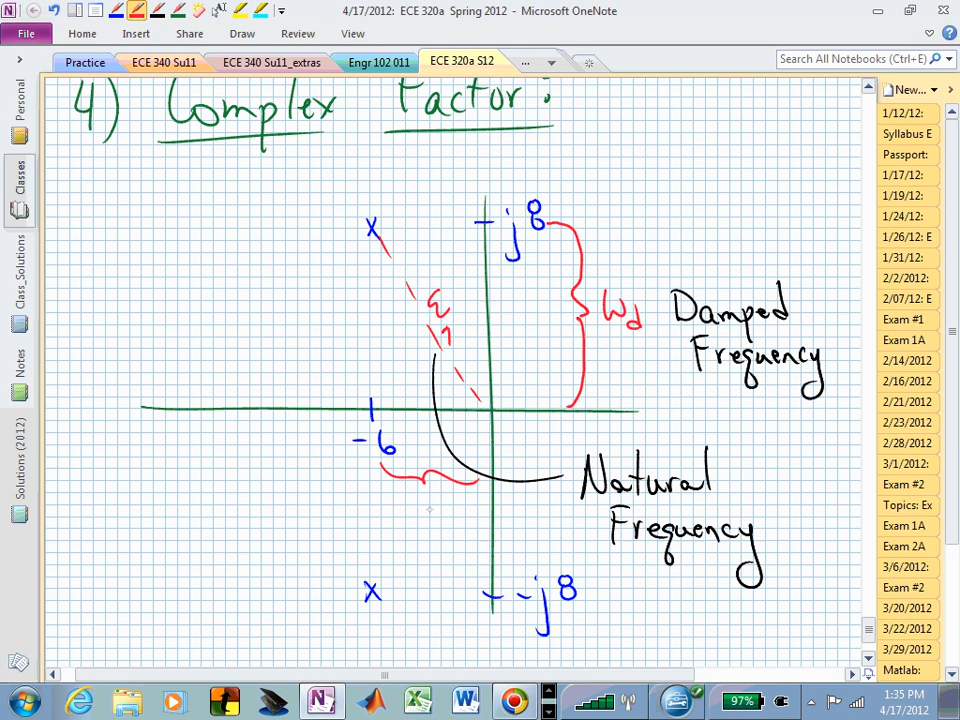 4/17/2012: ECE 320a Spring 2012 - Microsoft OneNote
File Home Insert Share Draw Review View
Practice ECE 340 Su11 ECE 340 Su11_extras Engr 102 011 ECE 320a S12 ...
Search All Notebooks (Ctrl+E)
Personal
Classes
Class_Solutions
Notes
Solutions (2012)
4) Complex Factor:
x
j8
ωn
ωd
Damped
Frequency
-6
Natural
Frequency
x
-j8
New...
1/12/12:
Syllabus E
Passport:
1/17/12:
1/19/12:
1/24/12:
1/26/12: E
1/31/12:
2/2/2012:
2/07/12: E
Exam #1
Exam 1A
2/14/2012
2/16/2012
2/21/2012
2/23/2012
2/28/2012
3/1/2012:
Exam #2
Topics: Ex
Exam 1A
Exam 2A
3/6/2012:
Exam #2
3/20/2012
3/22/2012
3/29/2012
Matlab:
97%
1:35 PM
4/17/2012